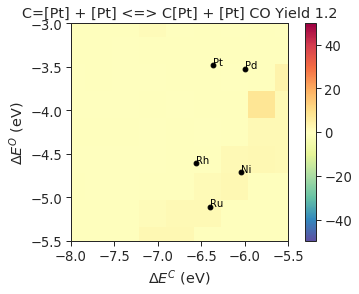 C=[Pt] + [Pt] <=> C[Pt] + [Pt] CO Yield 1.2
−3.0
−3.5
−4.0
−4.5
−5.0
−5.5
ΔE^O (eV)
Pt
Pd
Rh
Ni
Ru
−8.0 −7.5 −7.0 −6.5 −6.0 −5.5
ΔE^C (eV)
40
20
0
−20
−40